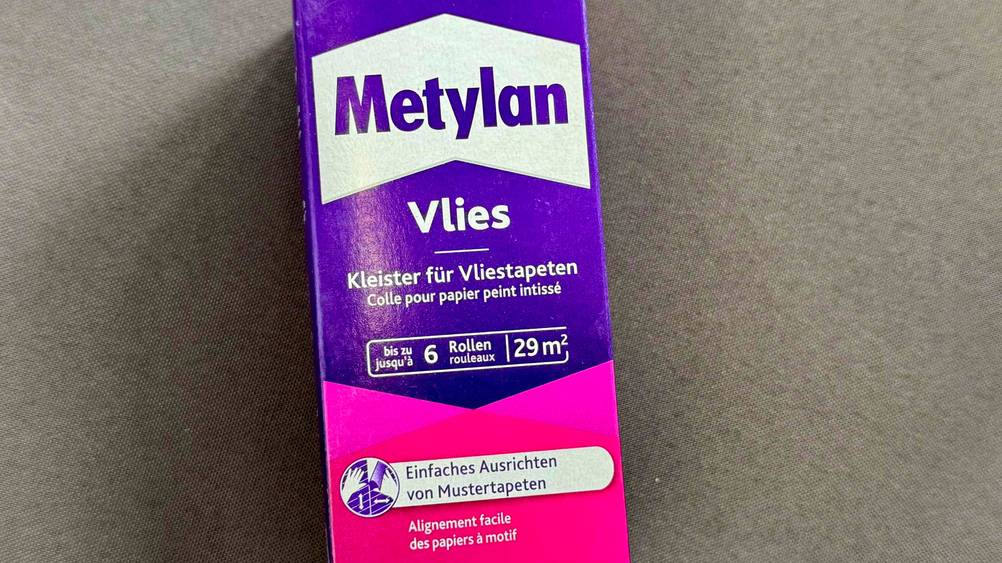 Metylan
Vlies
Kleister für Vliestapeten
Colle pour papier peint intissé
bis zu
jusqu'à
6
Rollen
rouleaux
29 m²
Einfaches Ausrichten
von Mustertapeten
Alignement facile
des papiers à motif